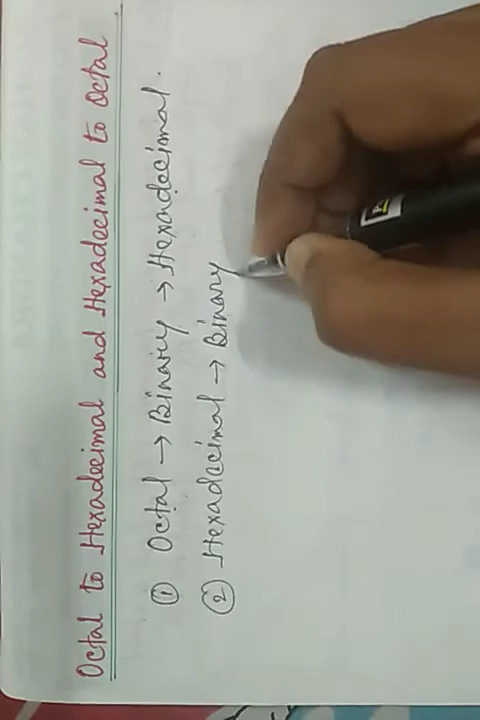 Octal to Hexadecimal and Hexadecimal to Octal
① Octal → Binary → Hexadecimal.
② Hexadecimal → Binary